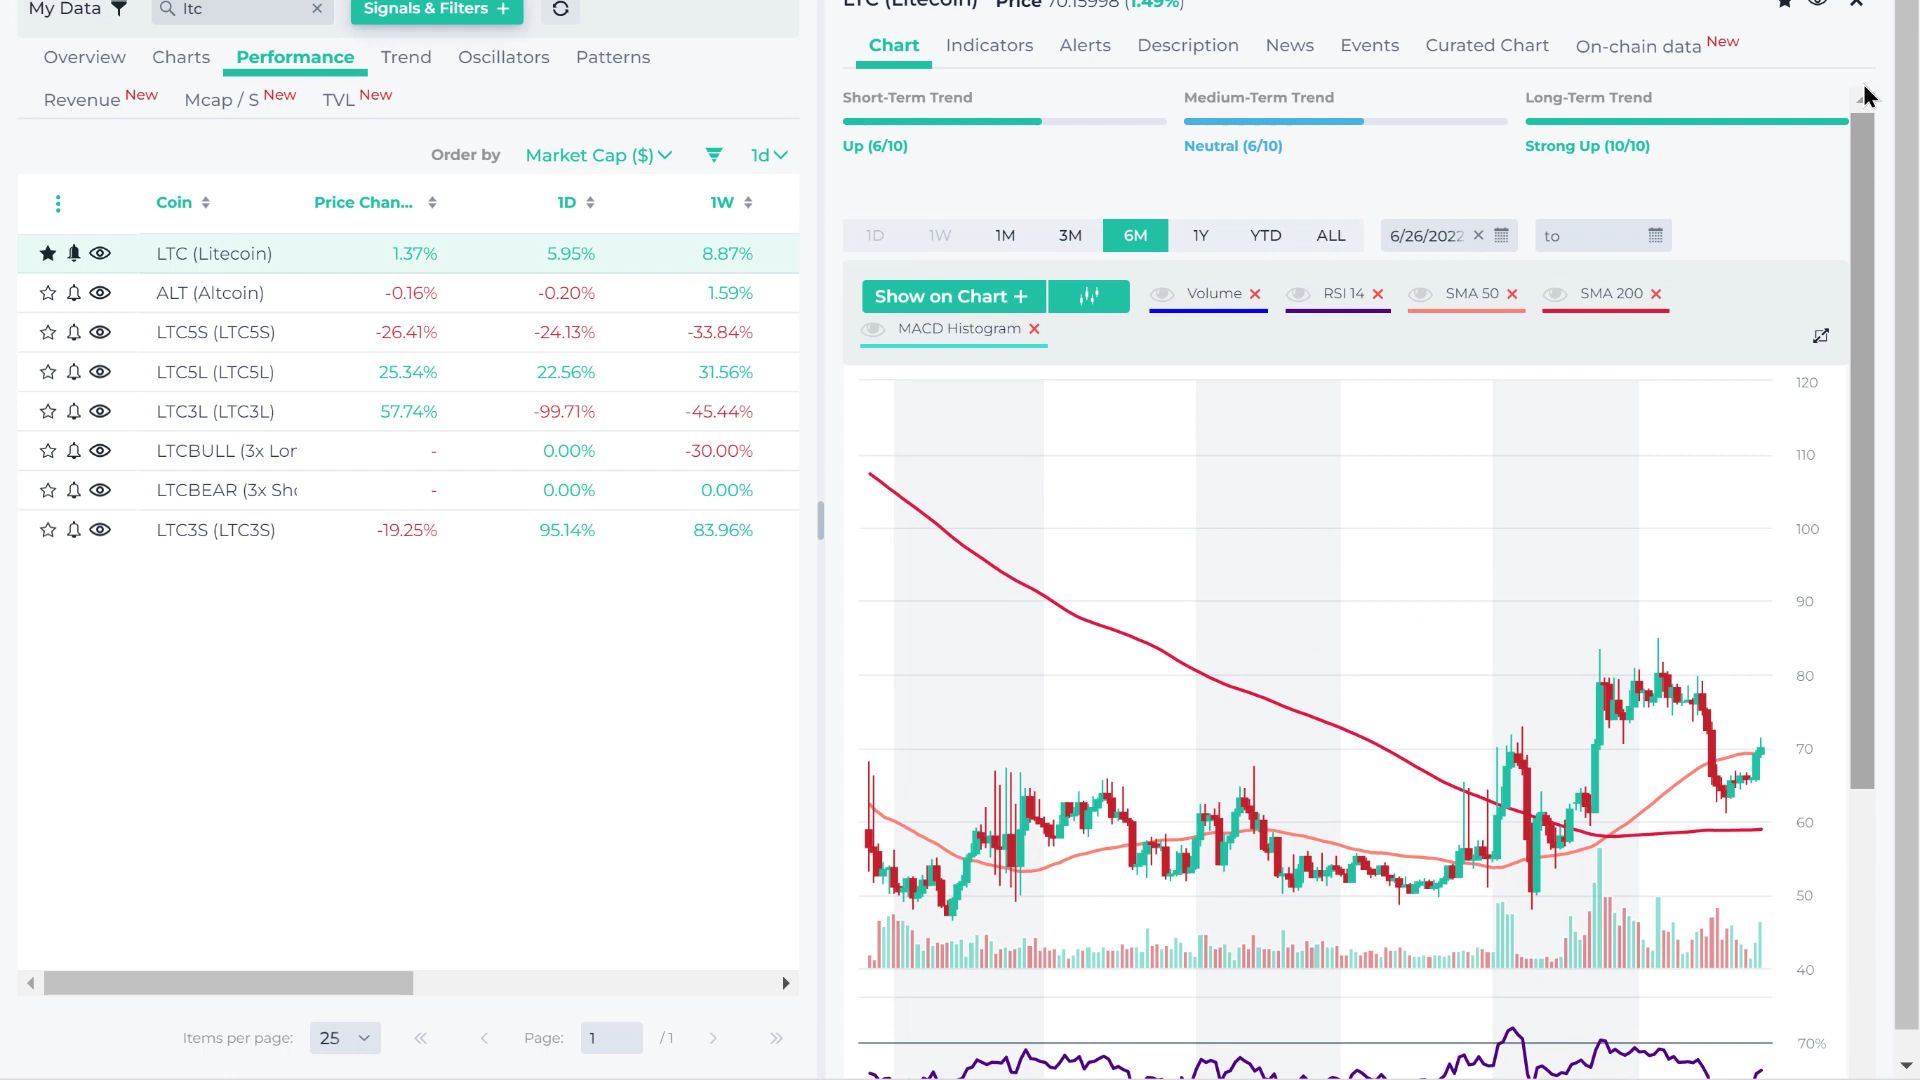 My Data
ltc
Signals & Filters +
Overview Charts Performance Trend Oscillators Patterns
Revenue New Mcap / S New TVL New
Order by Market Cap ($) 1d
Coin Price Chan... 1D 1W
LTC (Litecoin) 1.37% 5.95% 8.87%
ALT (Altcoin) -0.16% -0.20% 1.59%
LTC5S (LTC5S) -26.41% -24.13% -33.84%
LTC5L (LTC5L) 25.34% 22.56% 31.56%
LTC3L (LTC3L) 57.74% -99.71% -45.44%
LTCBULL (3x Lor - 0.00% -30.00%
LTCBEAR (3x Sho - 0.00% 0.00%
LTC3S (LTC3S) -19.25% 95.14% 83.96%
Items per page: 25 Page: 1 / 1
LTC (Litecoin) Price 70.15998 (1.49%)
Chart Indicators Alerts Description News Events Curated Chart On-chain data New
Short-Term Trend Medium-Term Trend Long-Term Trend
Up (6/10) Neutral (6/10) Strong Up (10/10)
1D 1W 1M 3M 6M 1Y YTD ALL 6/26/2022 to
Show on Chart + Volume RSI 14 SMA 50 SMA 200
MACD Histogram
120
110
100
90
80
70
60
50
40
70%